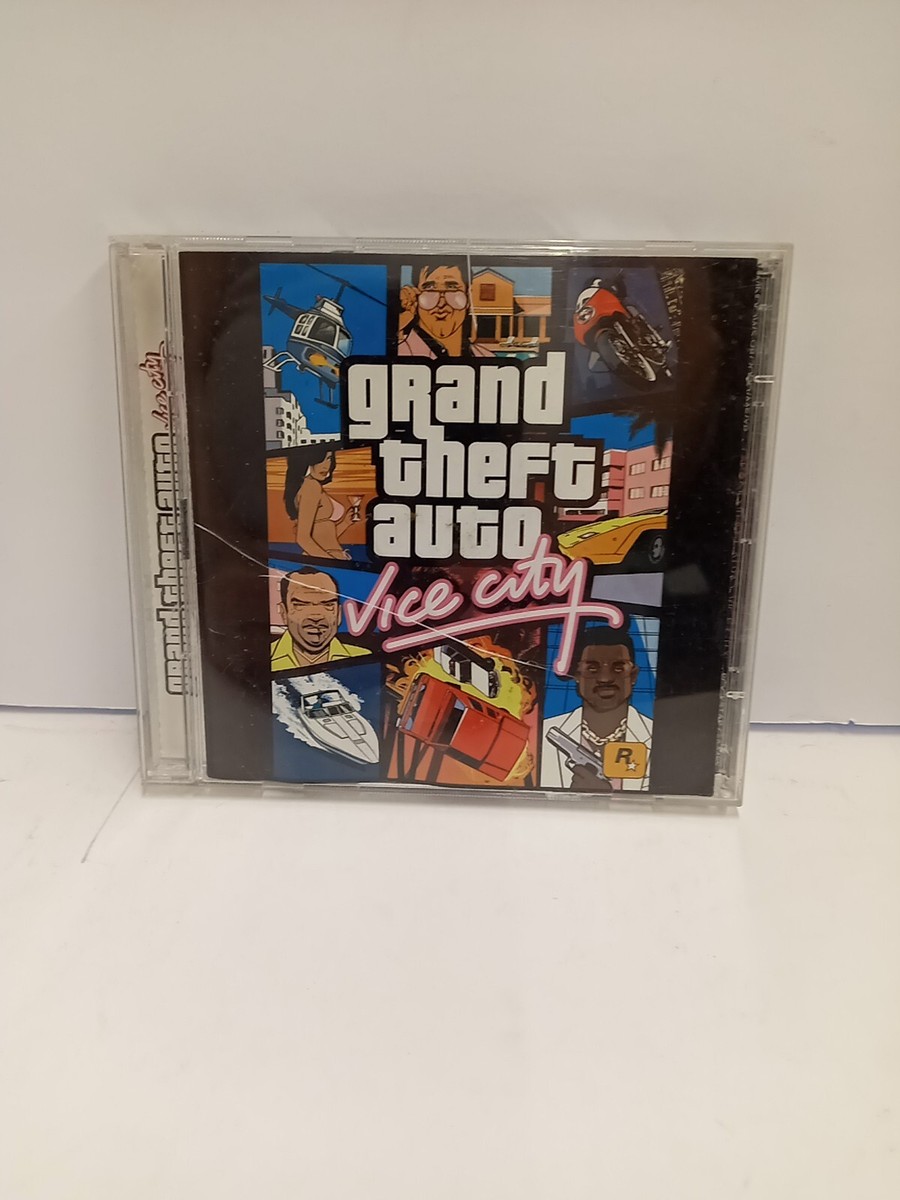 grand
theft
auto
vice city
R
grand theft auto vice city